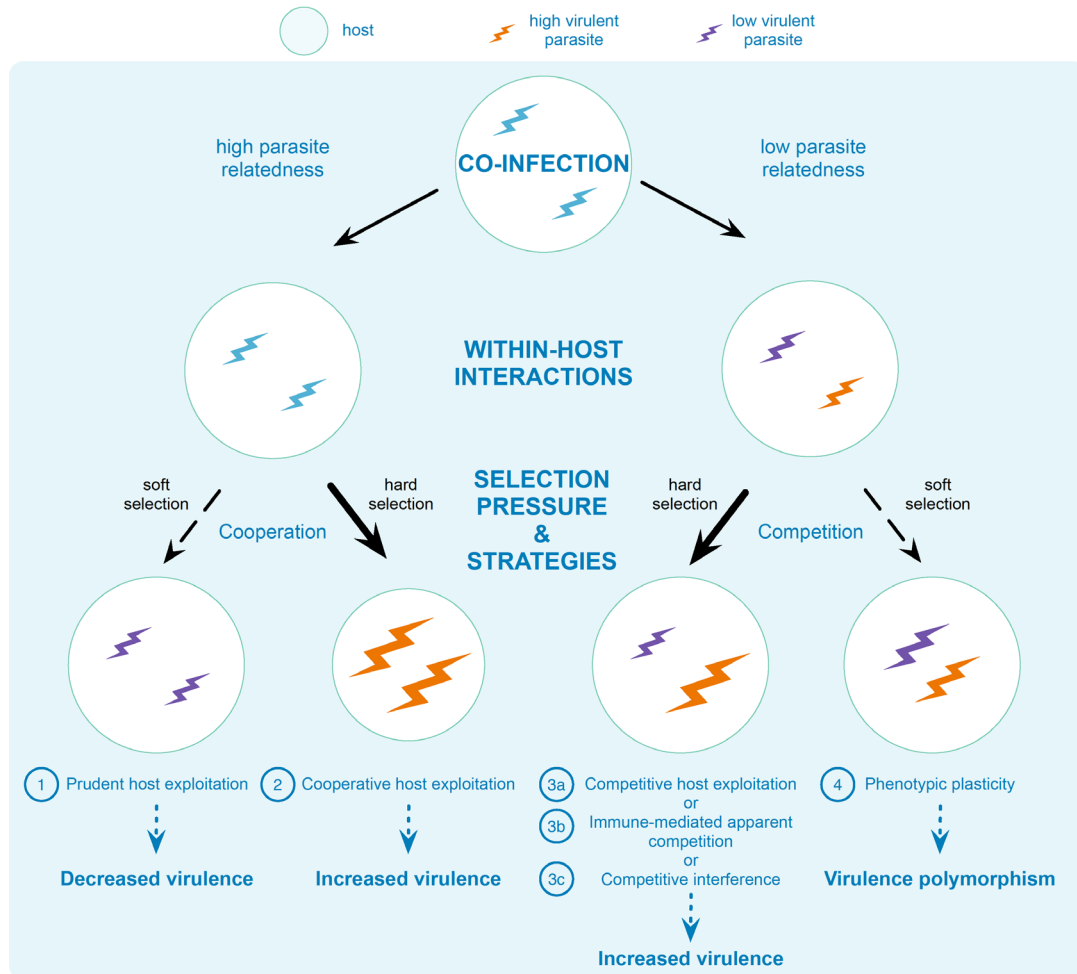 host
high virulent
parasite
low virulent
parasite
high parasite
relatedness
CO-INFECTION
low parasite
relatedness
WITHIN-HOST
INTERACTIONS
soft
selection
Cooperation
hard
selection
SELECTION
PRESSURE
&
STRATEGIES
hard
selection
Competition
soft
selection
1 Prudent host exploitation
Decreased virulence
2 Cooperative host exploitation
Increased virulence
3a Competitive host exploitation
or
3b Immune-mediated apparent
competition
or
3c Competitive interference
Increased virulence
4 Phenotypic plasticity
Virulence polymorphism